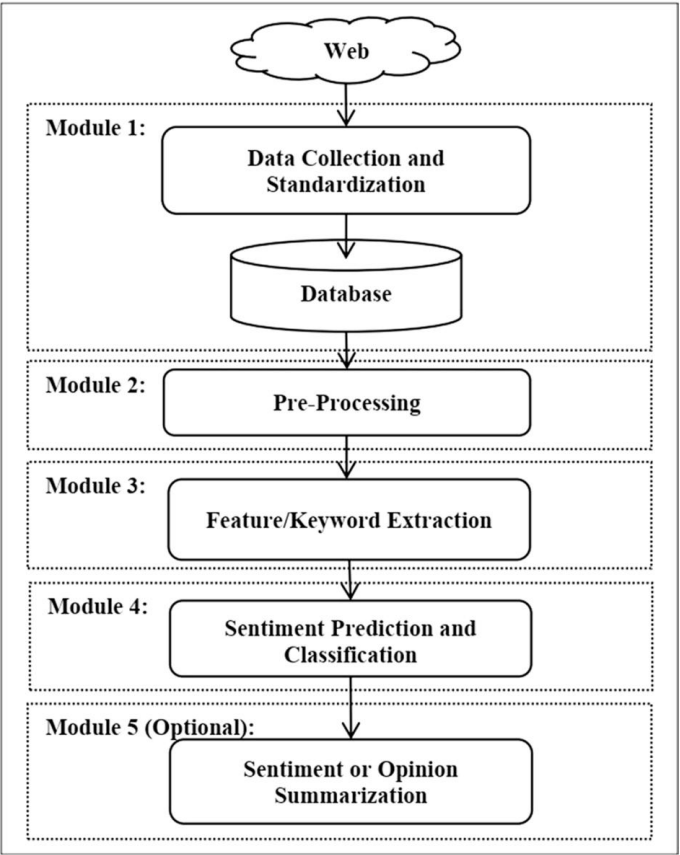 Web
Module 1:
Data Collection and
Standardization
Database
Module 2:
Pre-Processing
Module 3:
Feature/Keyword Extraction
Module 4:
Sentiment Prediction and
Classification
Module 5 (Optional):
Sentiment or Opinion
Summarization